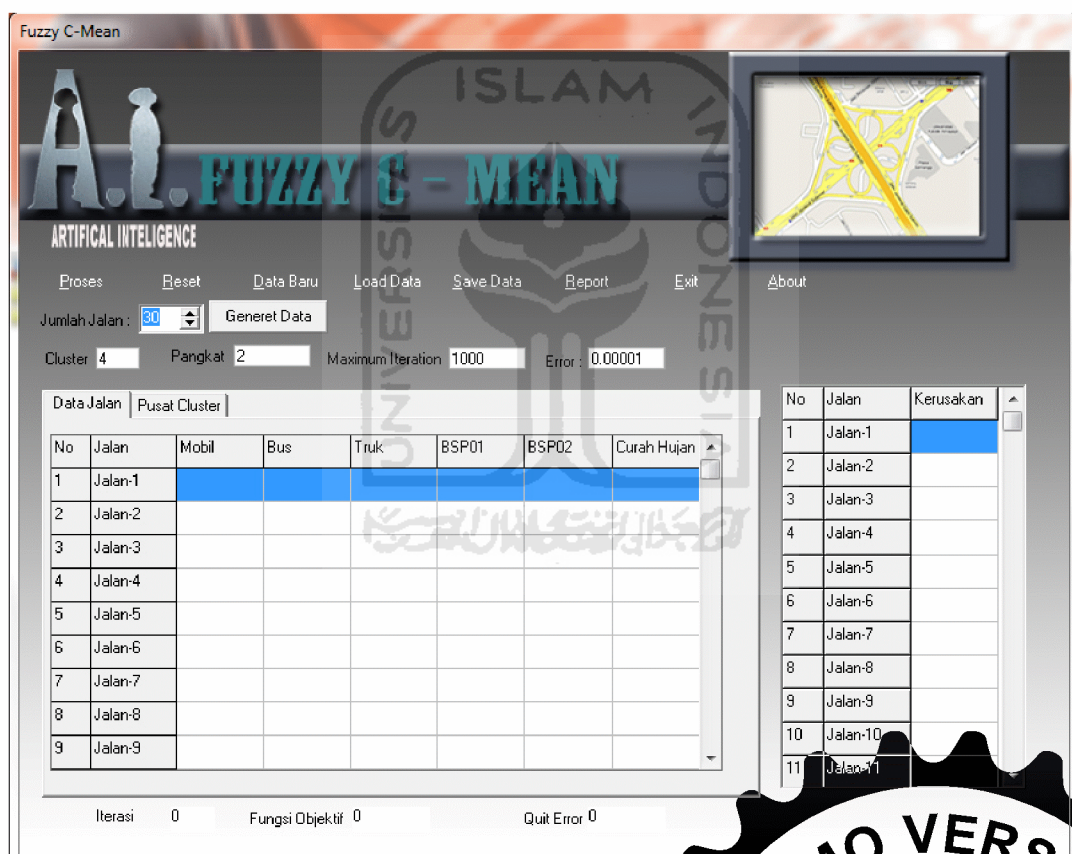 Fuzzy C-Mean
ISLAM
UNIVERSITAS
INDONESIA
A.I. FUZZY C - MEAN
ARTIFICAL INTELIGENCE
Proses Reset Data Baru Load Data Save Data Report Exit About
Jumlah Jalan : 30 Generet Data
Cluster 4 Pangkat 2 Maximum Iteration 1000 Error : 0.00001
Data Jalan Pusat Cluster
No Jalan Mobil Bus Truk BSP01 BSP02 Curah Hujan
1 Jalan-1
2 Jalan-2
3 Jalan-3
4 Jalan-4
5 Jalan-5
6 Jalan-6
7 Jalan-7
8 Jalan-8
9 Jalan-9
No Jalan Kerusakan
1 Jalan-1
2 Jalan-2
3 Jalan-3
4 Jalan-4
5 Jalan-5
6 Jalan-6
7 Jalan-7
8 Jalan-8
9 Jalan-9
10 Jalan-10
11 Jalan-11
Iterasi 0 Fungsi Objektif 0 Quit Error 0
MO VERS